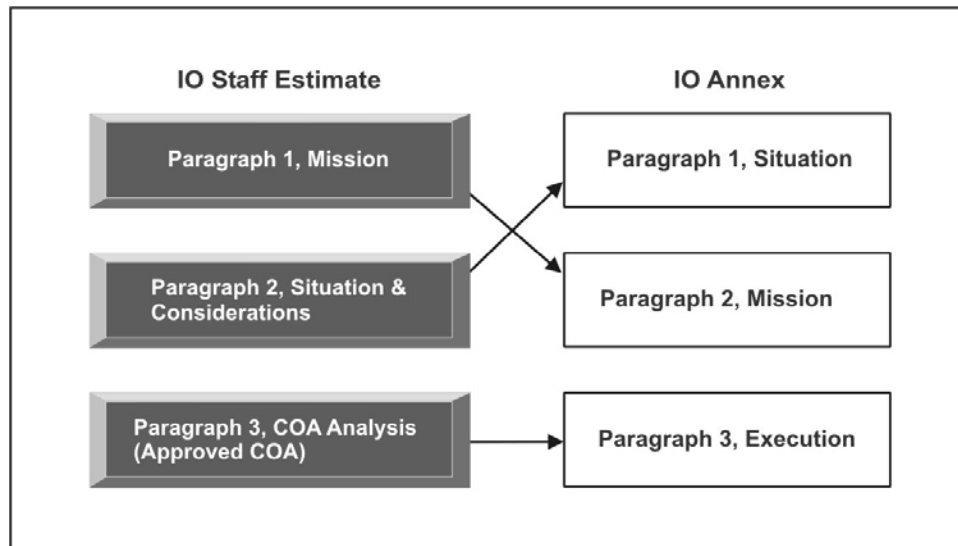 IO Staff Estimate
IO Annex
Paragraph 1, Mission
Paragraph 1, Situation
Paragraph 2, Situation &
Considerations
Paragraph 2, Mission
Paragraph 3, COA Analysis
(Approved COA)
Paragraph 3, Execution